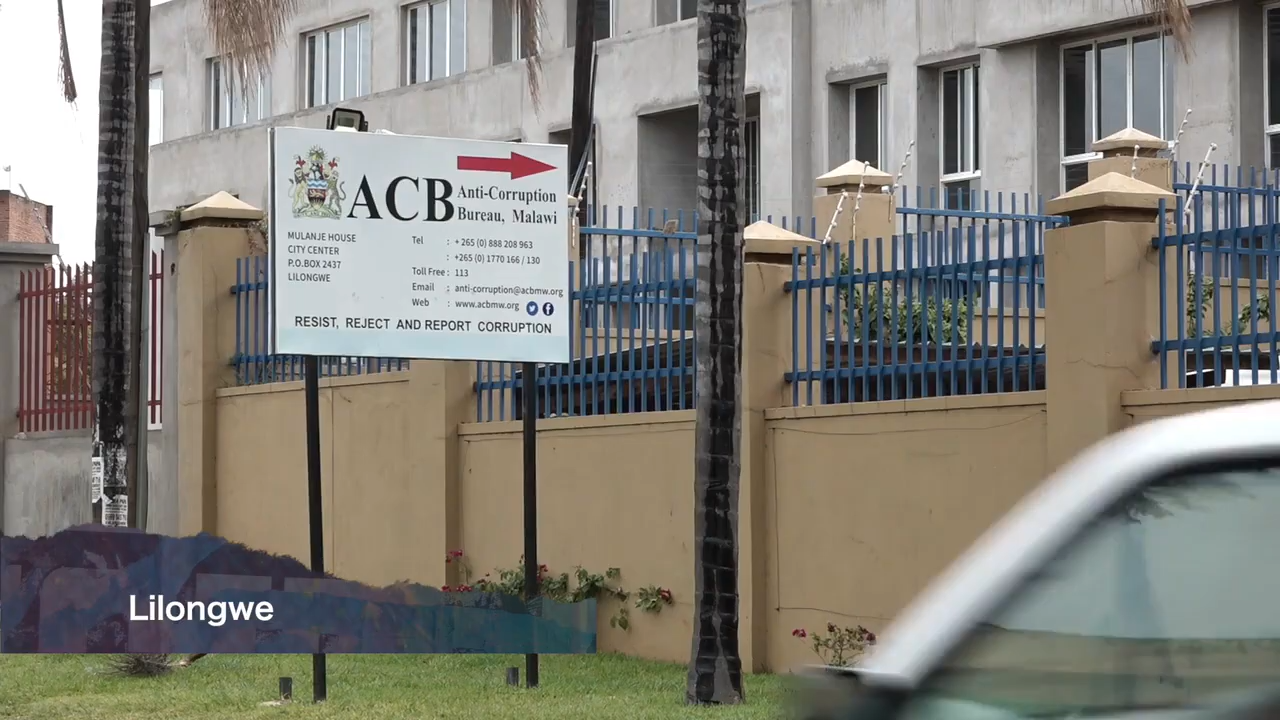 ACB Anti-Corruption
Bureau, Malawi
MULANJE HOUSE
CITY CENTER
P.O.BOX 2437
LILONGWE
Tel : +265 (0) 888 208 963
: +265 (0) 1770 166 / 130
Toll Free : 113
Email : anti-corruption@acbmw.org
Web : www.acbmw.org
RESIST, REJECT AND REPORT CORRUPTION
Lilongwe